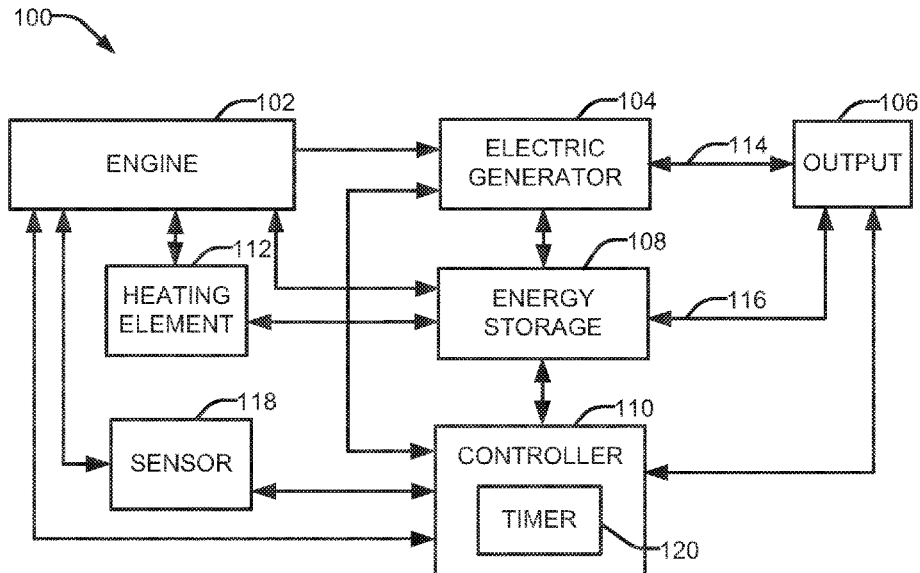 100
102
104
106
ENGINE
ELECTRIC
GENERATOR
114
OUTPUT
112
108
HEATING
ELEMENT
ENERGY
STORAGE
116
118
110
SENSOR
CONTROLLER
TIMER
120